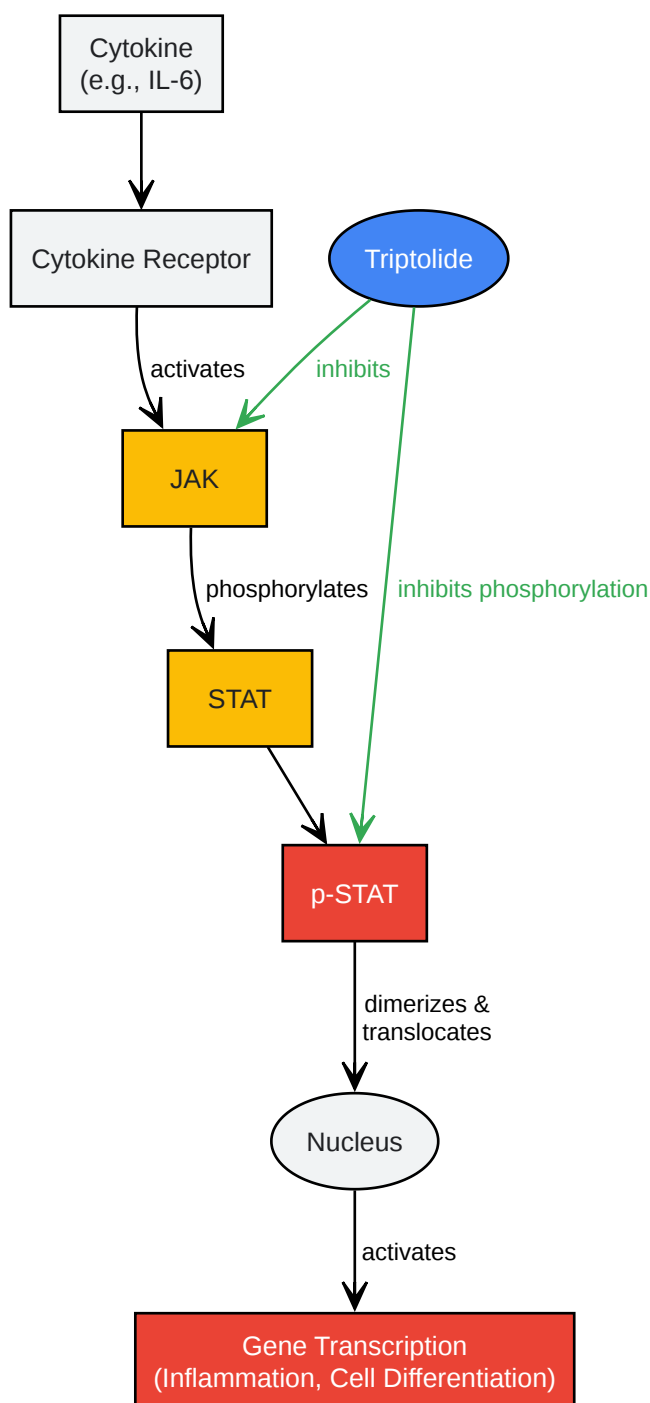 Cytokine
(e.g., IL-6)
Cytokine Receptor
Triptolide
activates
inhibits
JAK
phosphorylates
inhibits phosphorylation
STAT
p-STAT
dimerizes &
translocates
Nucleus
activates
Gene Transcription
(Inflammation, Cell Differentiation)